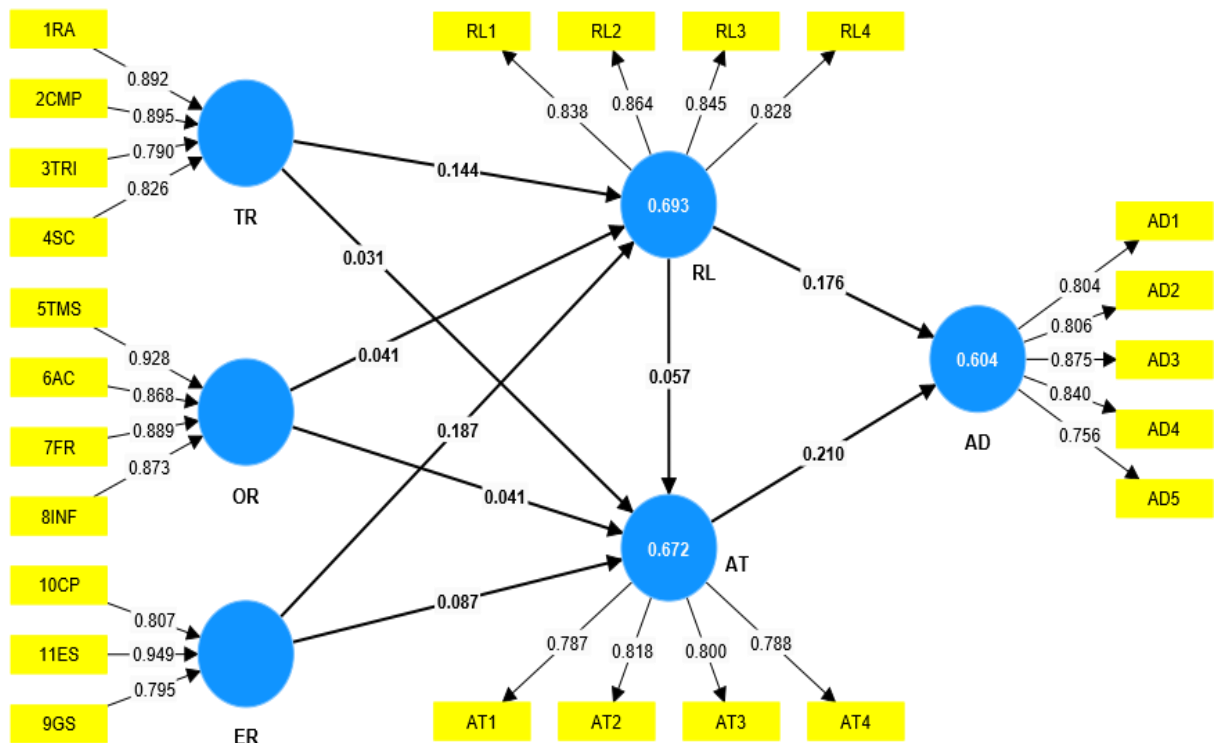 1RA
2CMP
3TRI
4SC
0.892
0.895
0.790
0.826
TR
5TMS
6AC
7FR
8INF
0.928
0.868
0.889
0.873
OR
10CP
11ES
9GS
0.807
0.949
0.795
ER
0.144
0.031
0.041
0.041
0.187
0.087
RL1
RL2
RL3
RL4
0.838
0.864
0.845
0.828
0.693
RL
0.057
0.672
AT
0.787
0.818
0.800
0.788
AT1
AT2
AT3
AT4
0.176
0.210
0.604
AD
0.804
0.806
0.875
0.840
0.756
AD1
AD2
AD3
AD4
AD5